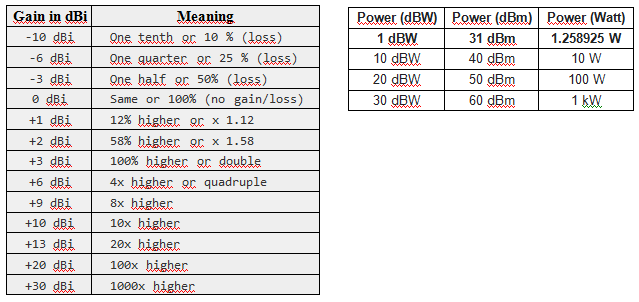 Gain in dBi Meaning
-10 dBi One tenth or 10 % (loss)
-6 dBi One quarter or 25 % (loss)
-3 dBi One half or 50% (loss)
0 dBi Same or 100% (no gain/loss)
+1 dBi 12% higher or x 1.12
+2 dBi 58% higher or x 1.58
+3 dBi 100% higher or double
+6 dBi 4x higher or quadruple
+9 dBi 8x higher
+10 dBi 10x higher
+13 dBi 20x higher
+20 dBi 100x higher
+30 dBi 1000x higher
Power (dBW) Power (dBm) Power (Watt)
1 dBW 31 dBm 1.258925 W
10 dBW 40 dBm 10 W
20 dBW 50 dBm 100 W
30 dBW 60 dBm 1 kW